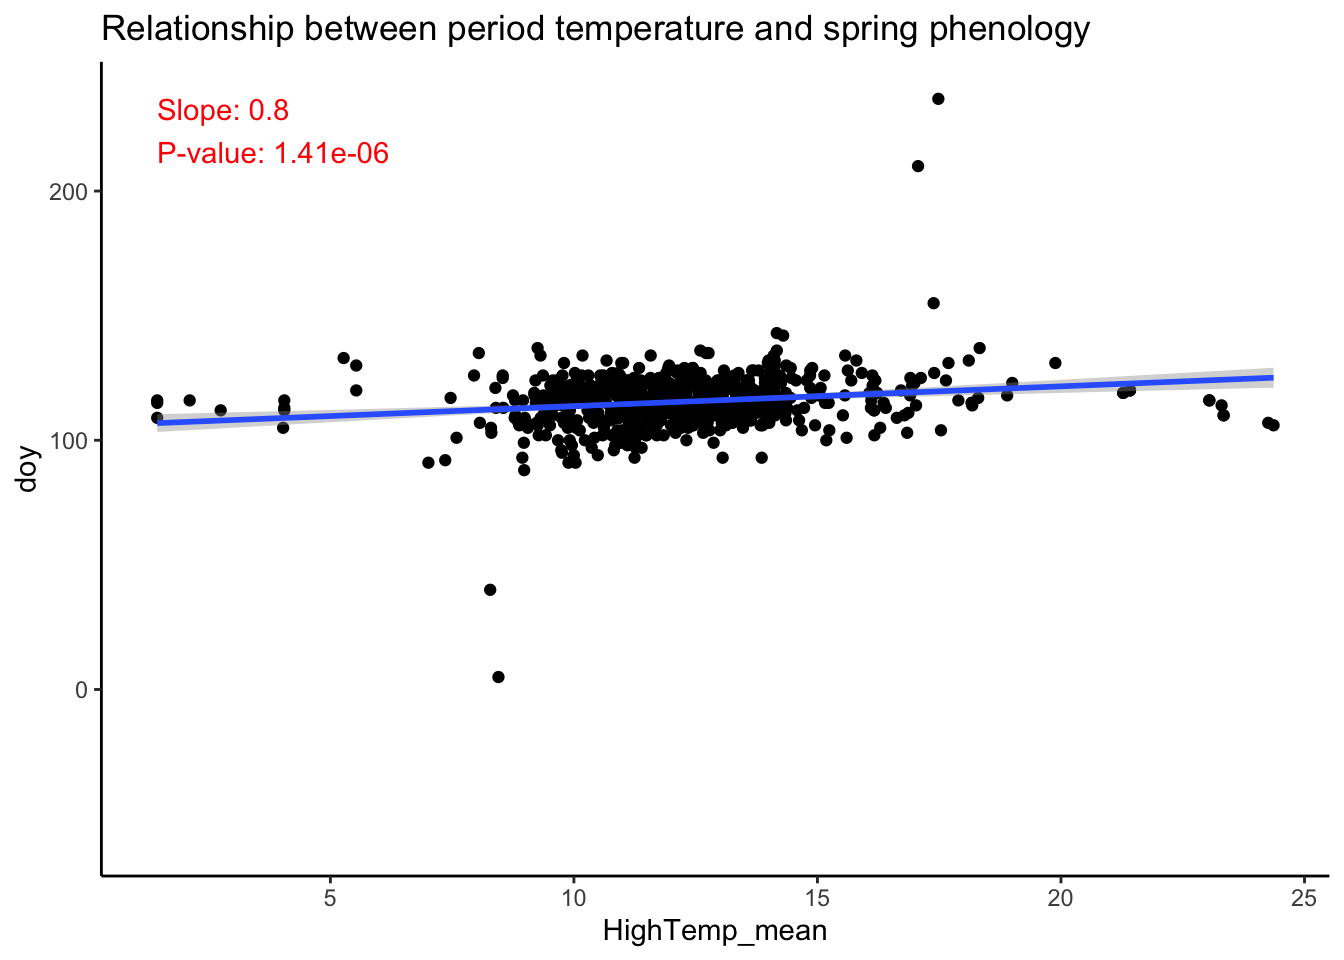 Relationship between period temperature and spring phenology
Slope: 0.8
P-value: 1.41e-06
200
100
0
doy
5 10 15 20 25
HighTemp_mean